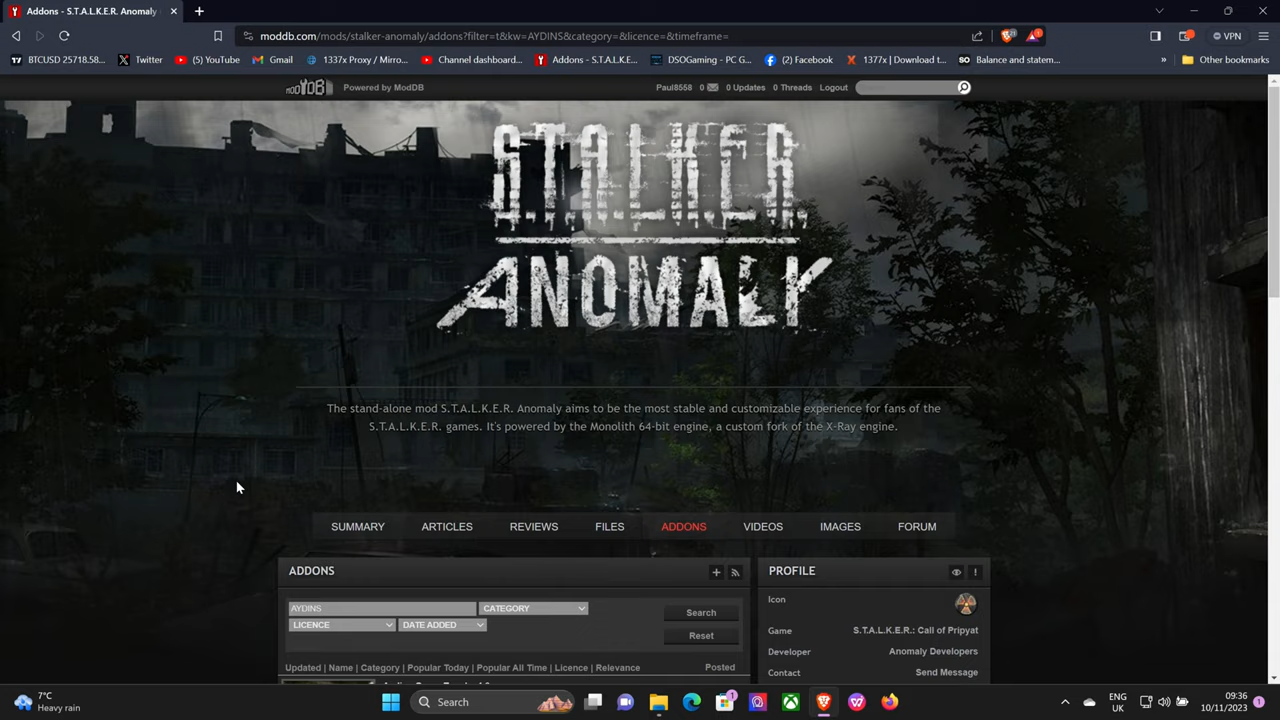 Addons - S.T.A.L.K.E.R. Anomaly
moddb.com/mods/stalker-anomaly/addons?filter=t&kw=AYDINS&category=&licence=&timeframe=
21
1
VPN
BTCUSD 25718.58...
Twitter
(5) YouTube
Gmail
1337x Proxy / Mirro...
Channel dashboard...
Addons - S.T.A.L.K.E...
DSOGaming - PC G...
(2) Facebook
1377x | Download t...
Balance and statem...
»
Other bookmarks
MODDB Powered by ModDB
Paul8558 0 0 Updates 0 Threads Logout
S.T.A.L.K.E.R.
ANOMALY
The stand-alone mod S.T.A.L.K.E.R. Anomaly aims to be the most stable and customizable experience for fans of the
S.T.A.L.K.E.R. games. It's powered by the Monolith 64-bit engine, a custom fork of the X-Ray engine.
SUMMARY ARTICLES REVIEWS FILES ADDONS VIDEOS IMAGES FORUM
ADDONS
AYDINS CATEGORY Search
LICENCE DATE ADDED Reset
Updated | Name | Category | Popular Today | Popular All Time | Licence | Relevance Posted
PROFILE
Icon
Game S.T.A.L.K.E.R.: Call of Pripyat
Developer Anomaly Developers
Contact Send Message
7°C
Heavy rain
Search
1
ENG
UK
09:36
10/11/2023
1